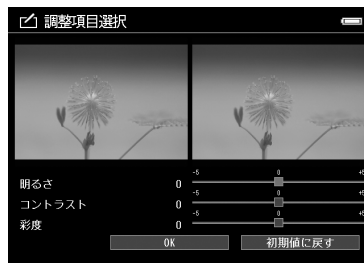 調整項目選択
明るさ 0 -5 0 +5
コントラスト 0 -5 0 +5
彩度 0 -5 0 +5
OK 初期値に戻す